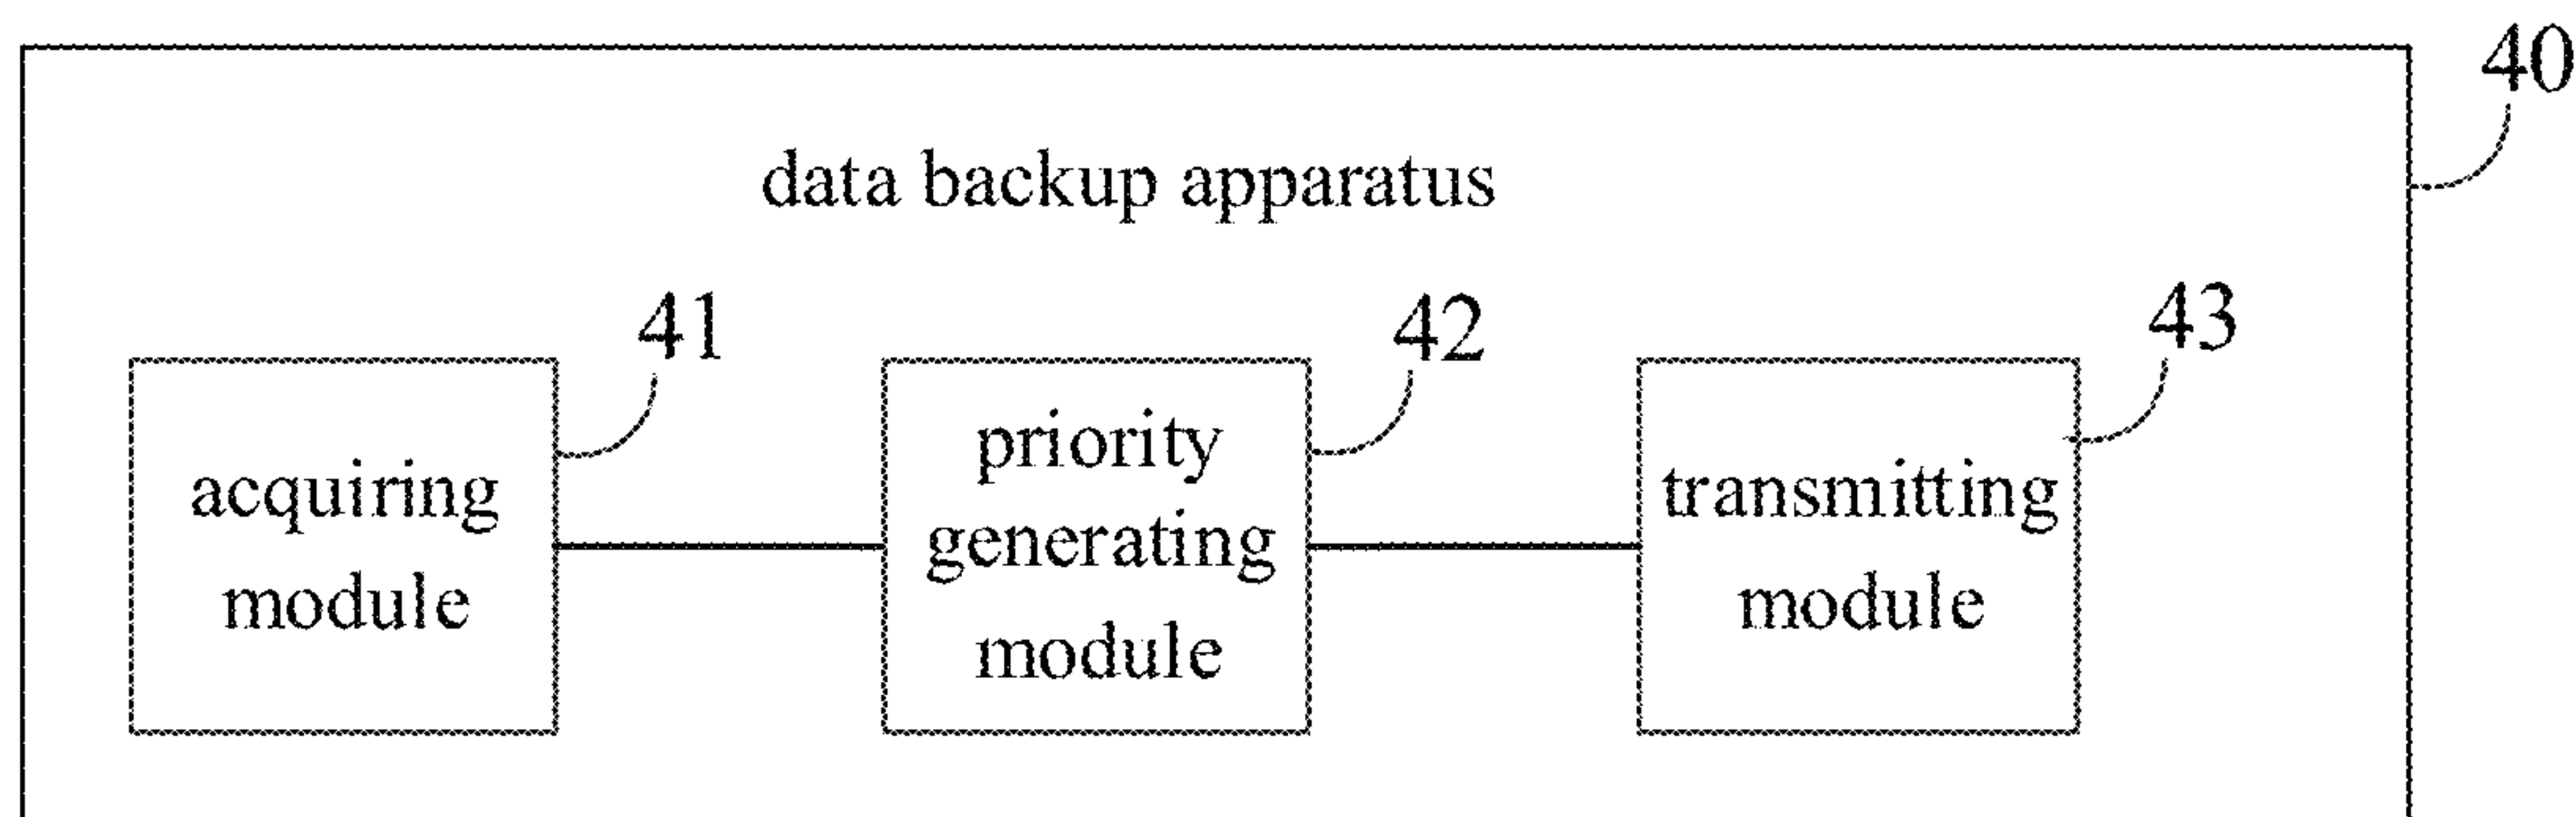 40
data backup apparatus
41
42
43
acquiring
module
priority
generating
module
transmitting
module